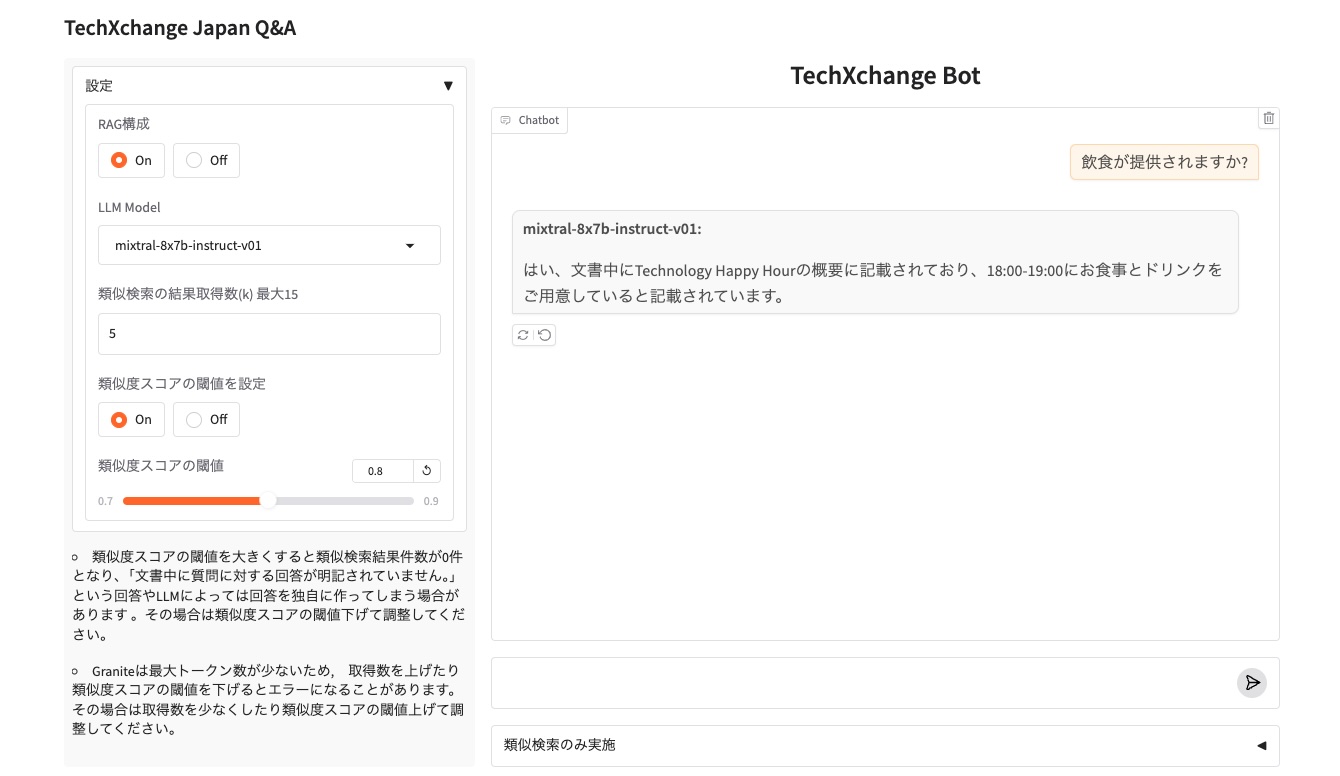 TechXchange Japan Q&A
設定
RAG構成
On
Off
LLM Model
mixtral-8x7b-instruct-v01
類似検索の結果取得数(k) 最大15
5
類似度スコアの閾値を設定
On
Off
類似度スコアの閾値
0.8
0.7
0.9
類似度スコアの閾値を大きくすると類似検索結果件数が0件
となり、「文書中に質問に対する回答が明記されていません。」
という回答やLLMによっては回答を独自に作ってしまう場合が
あります 。その場合は類似度スコアの閾値下げて調整してくだ
さい。
Graniteは最大トークン数が少ないため, 取得数を上げたり
類似度スコアの閾値を下げるとエラーになることがあります。
その場合は取得数を少なくしたり類似度スコアの閾値上げて調
整してください。
TechXchange Bot
Chatbot
飲食が提供されますか?
mixtral-8x7b-instruct-v01:
はい、文書中にTechnology Happy Hourの概要に記載されており、18:00-19:00にお食事とドリンクを
ご用意していると記載されています。
類似検索のみ実施